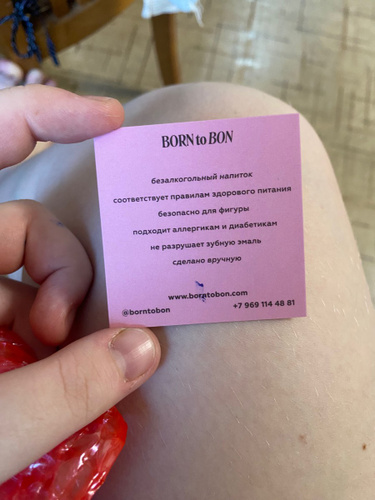 BORN to BON
безалкогольный напиток
соответствует правилам здорового питания
безопасно для фигуры
подходит аллергикам и диабетикам
не разрушает зубную эмаль
сделано вручную
www.borntobon.com
@borntobon +7 969 114 48 81